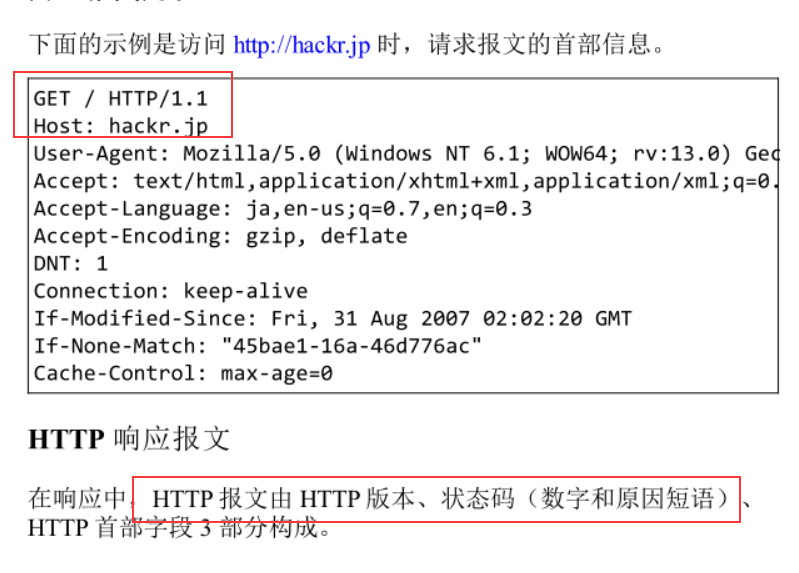 下面的示例是访问 http://hackr.jp 时，请求报文的首部信息。
GET / HTTP/1.1
Host: hackr.jp
User-Agent: Mozilla/5.0 (Windows NT 6.1; WOW64; rv:13.0) Gec
Accept: text/html,application/xhtml+xml,application/xml;q=0.
Accept-Language: ja,en-us;q=0.7,en;q=0.3
Accept-Encoding: gzip, deflate
DNT: 1
Connection: keep-alive
If-Modified-Since: Fri, 31 Aug 2007 02:02:20 GMT
If-None-Match: "45bae1-16a-46d776ac"
Cache-Control: max-age=0
HTTP 响应报文
在响应中，HTTP 报文由 HTTP 版本、状态码（数字和原因短语）、
HTTP 首部字段 3 部分构成。